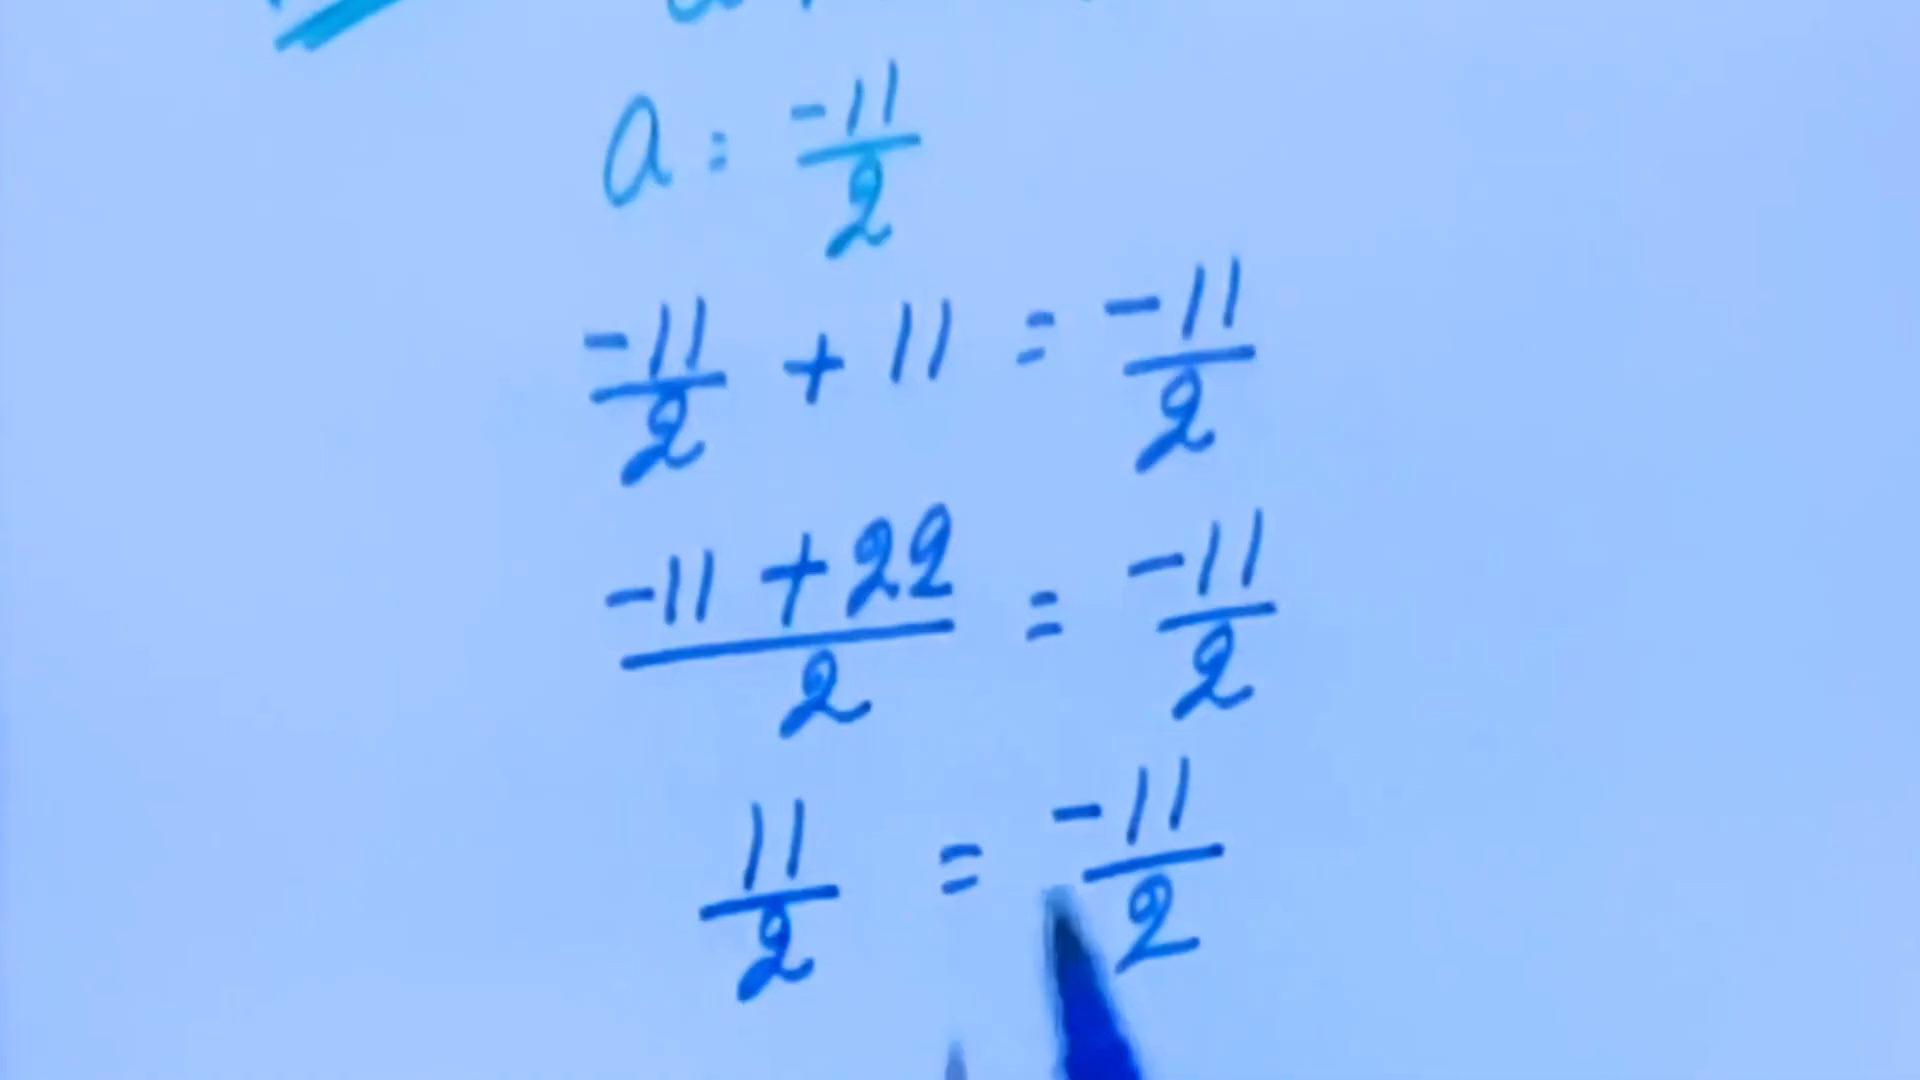 a = -11/2
-11/2 + 11 = -11/2
-11 + 22/2 = -11/2
11/2 = -11/2